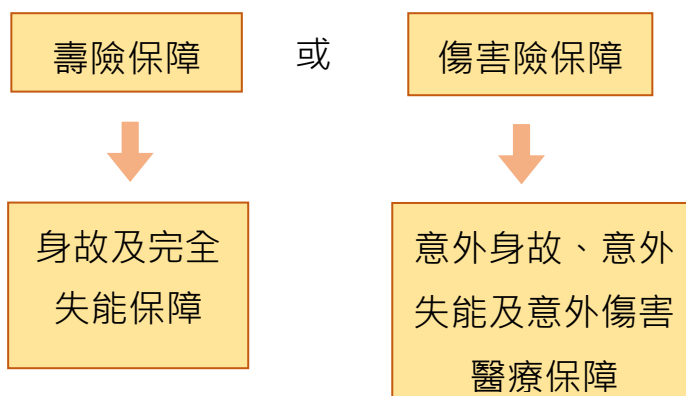 壽險保障
或
傷害險保障
身故及完全
失能保障
意外身故、意外
失能及意外傷害
醫療保障